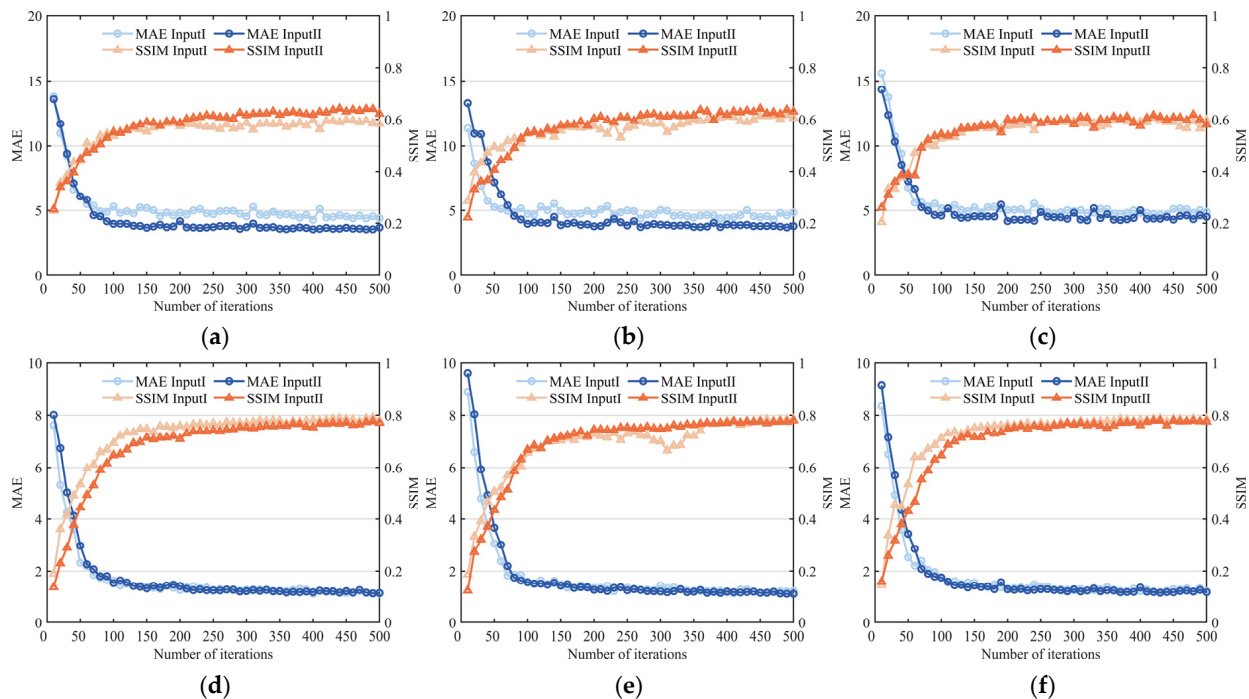 MAE InputI MAE InputII
SSIM InputI SSIM InputII
20
15
10
5
0
MAE
1
0.8
0.6
0.4
0.2
0
SSIM
0 50 100 150 200 250 300 350 400 450 500
Number of iterations
(a)
MAE InputI MAE InputII
SSIM InputI SSIM InputII
20
15
10
5
0
MAE
1
0.8
0.6
0.4
0.2
0
SSIM
0 50 100 150 200 250 300 350 400 450 500
Number of iterations
(b)
MAE InputI MAE InputII
SSIM InputI SSIM InputII
20
15
10
5
0
MAE
1
0.8
0.6
0.4
0.2
0
SSIM
0 50 100 150 200 250 300 350 400 450 500
Number of iterations
(c)
MAE InputI MAE InputII
SSIM InputI SSIM InputII
10
8
6
4
2
0
MAE
1
0.8
0.6
0.4
0.2
0
SSIM
0 50 100 150 200 250 300 350 400 450 500
Number of iterations
(d)
MAE InputI MAE InputII
SSIM InputI SSIM InputII
10
8
6
4
2
0
MAE
1
0.8
0.6
0.4
0.2
0
SSIM
0 50 100 150 200 250 300 350 400 450 500
Number of iterations
(e)
MAE InputI MAE InputII
SSIM InputI SSIM InputII
10
8
6
4
2
0
MAE
1
0.8
0.6
0.4
0.2
0
SSIM
0 50 100 150 200 250 300 350 400 450 500
Number of iterations
(f)